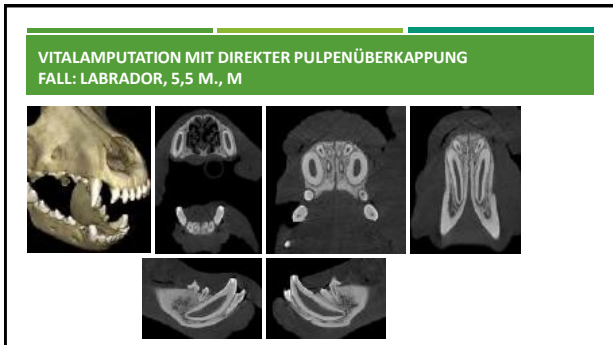 VITALAMPUTATION MIT DIREKTER PULPENÜBERKAPPUNG
FALL: LABRADOR, 5,5 M., M